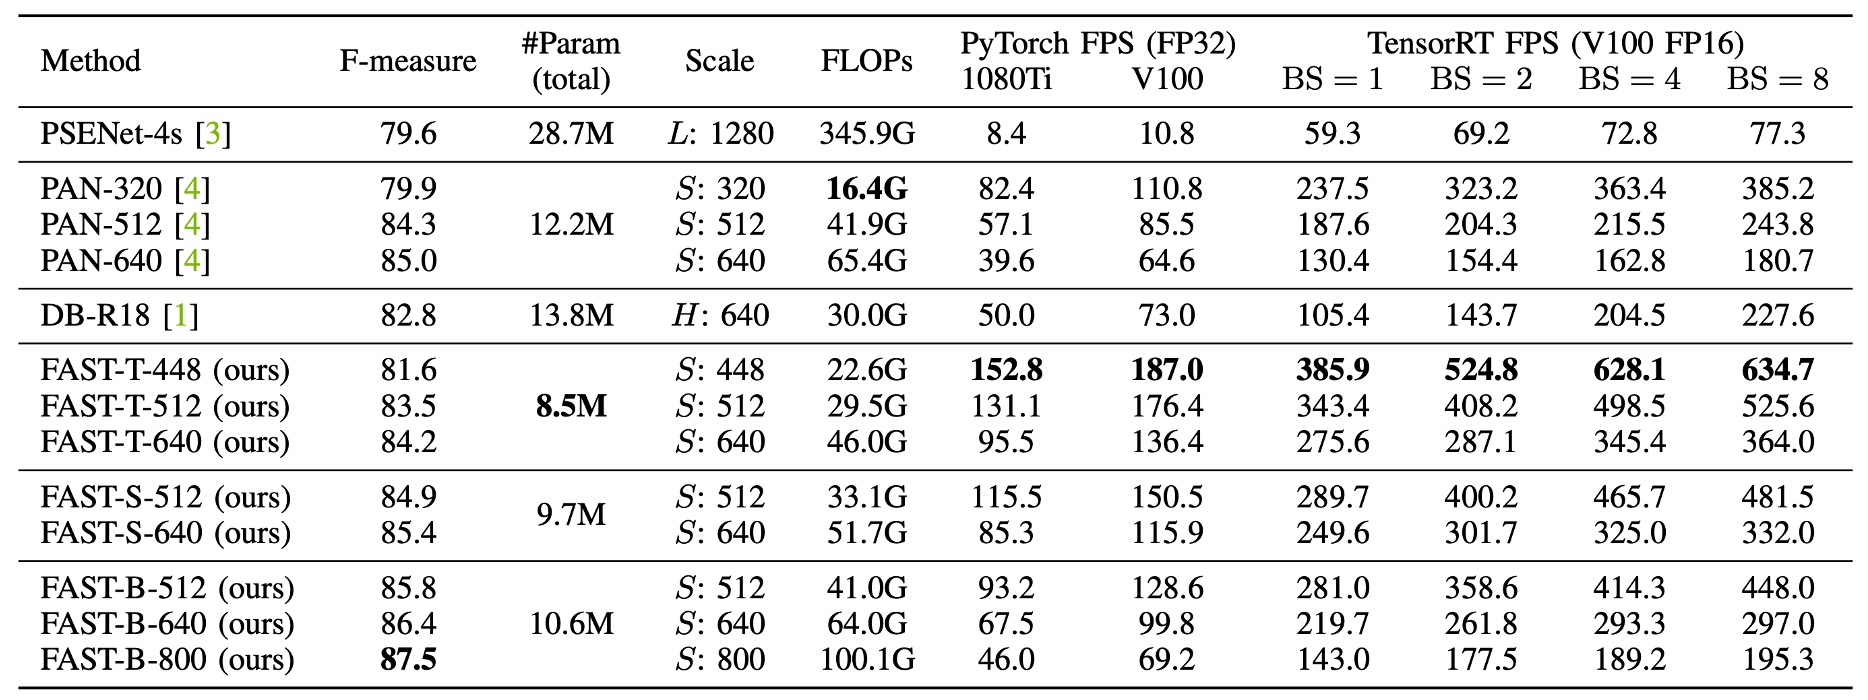 Method F-measure #Param (total) Scale FLOPs PyTorch FPS (FP32) TensorRT FPS (V100 FP16)
1080Ti V100 BS = 1 BS = 2 BS = 4 BS = 8
PSENet-4s [3] 79.6 28.7M L: 1280 345.9G 8.4 10.8 59.3 69.2 72.8 77.3
PAN-320 [4] 79.9 S: 320 16.4G 82.4 110.8 237.5 323.2 363.4 385.2
PAN-512 [4] 84.3 12.2M S: 512 41.9G 57.1 85.5 187.6 204.3 215.5 243.8
PAN-640 [4] 85.0 S: 640 65.4G 39.6 64.6 130.4 154.4 162.8 180.7
DB-R18 [1] 82.8 13.8M H: 640 30.0G 50.0 73.0 105.4 143.7 204.5 227.6
FAST-T-448 (ours) 81.6 S: 448 22.6G 152.8 187.0 385.9 524.8 628.1 634.7
FAST-T-512 (ours) 83.5 8.5M S: 512 29.5G 131.1 176.4 343.4 408.2 498.5 525.6
FAST-T-640 (ours) 84.2 S: 640 46.0G 95.5 136.4 275.6 287.1 345.4 364.0
FAST-S-512 (ours) 84.9 9.7M S: 512 33.1G 115.5 150.5 289.7 400.2 465.7 481.5
FAST-S-640 (ours) 85.4 S: 640 51.7G 85.3 115.9 249.6 301.7 325.0 332.0
FAST-B-512 (ours) 85.8 S: 512 41.0G 93.2 128.6 281.0 358.6 414.3 448.0
FAST-B-640 (ours) 86.4 10.6M S: 640 64.0G 67.5 99.8 219.7 261.8 293.3 297.0
FAST-B-800 (ours) 87.5 S: 800 100.1G 46.0 69.2 143.0 177.5 189.2 195.3